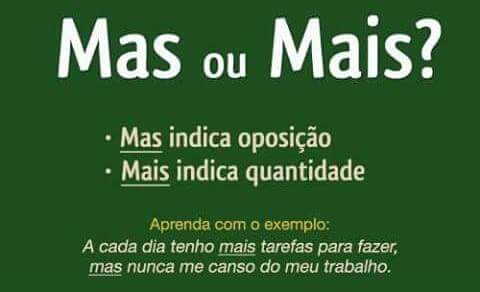 Mas ou Mais?
• Mas indica oposição
• Mais indica quantidade
Aprenda com o exemplo:
A cada dia tenho mais tarefas para fazer,
mas nunca me canso do meu trabalho.